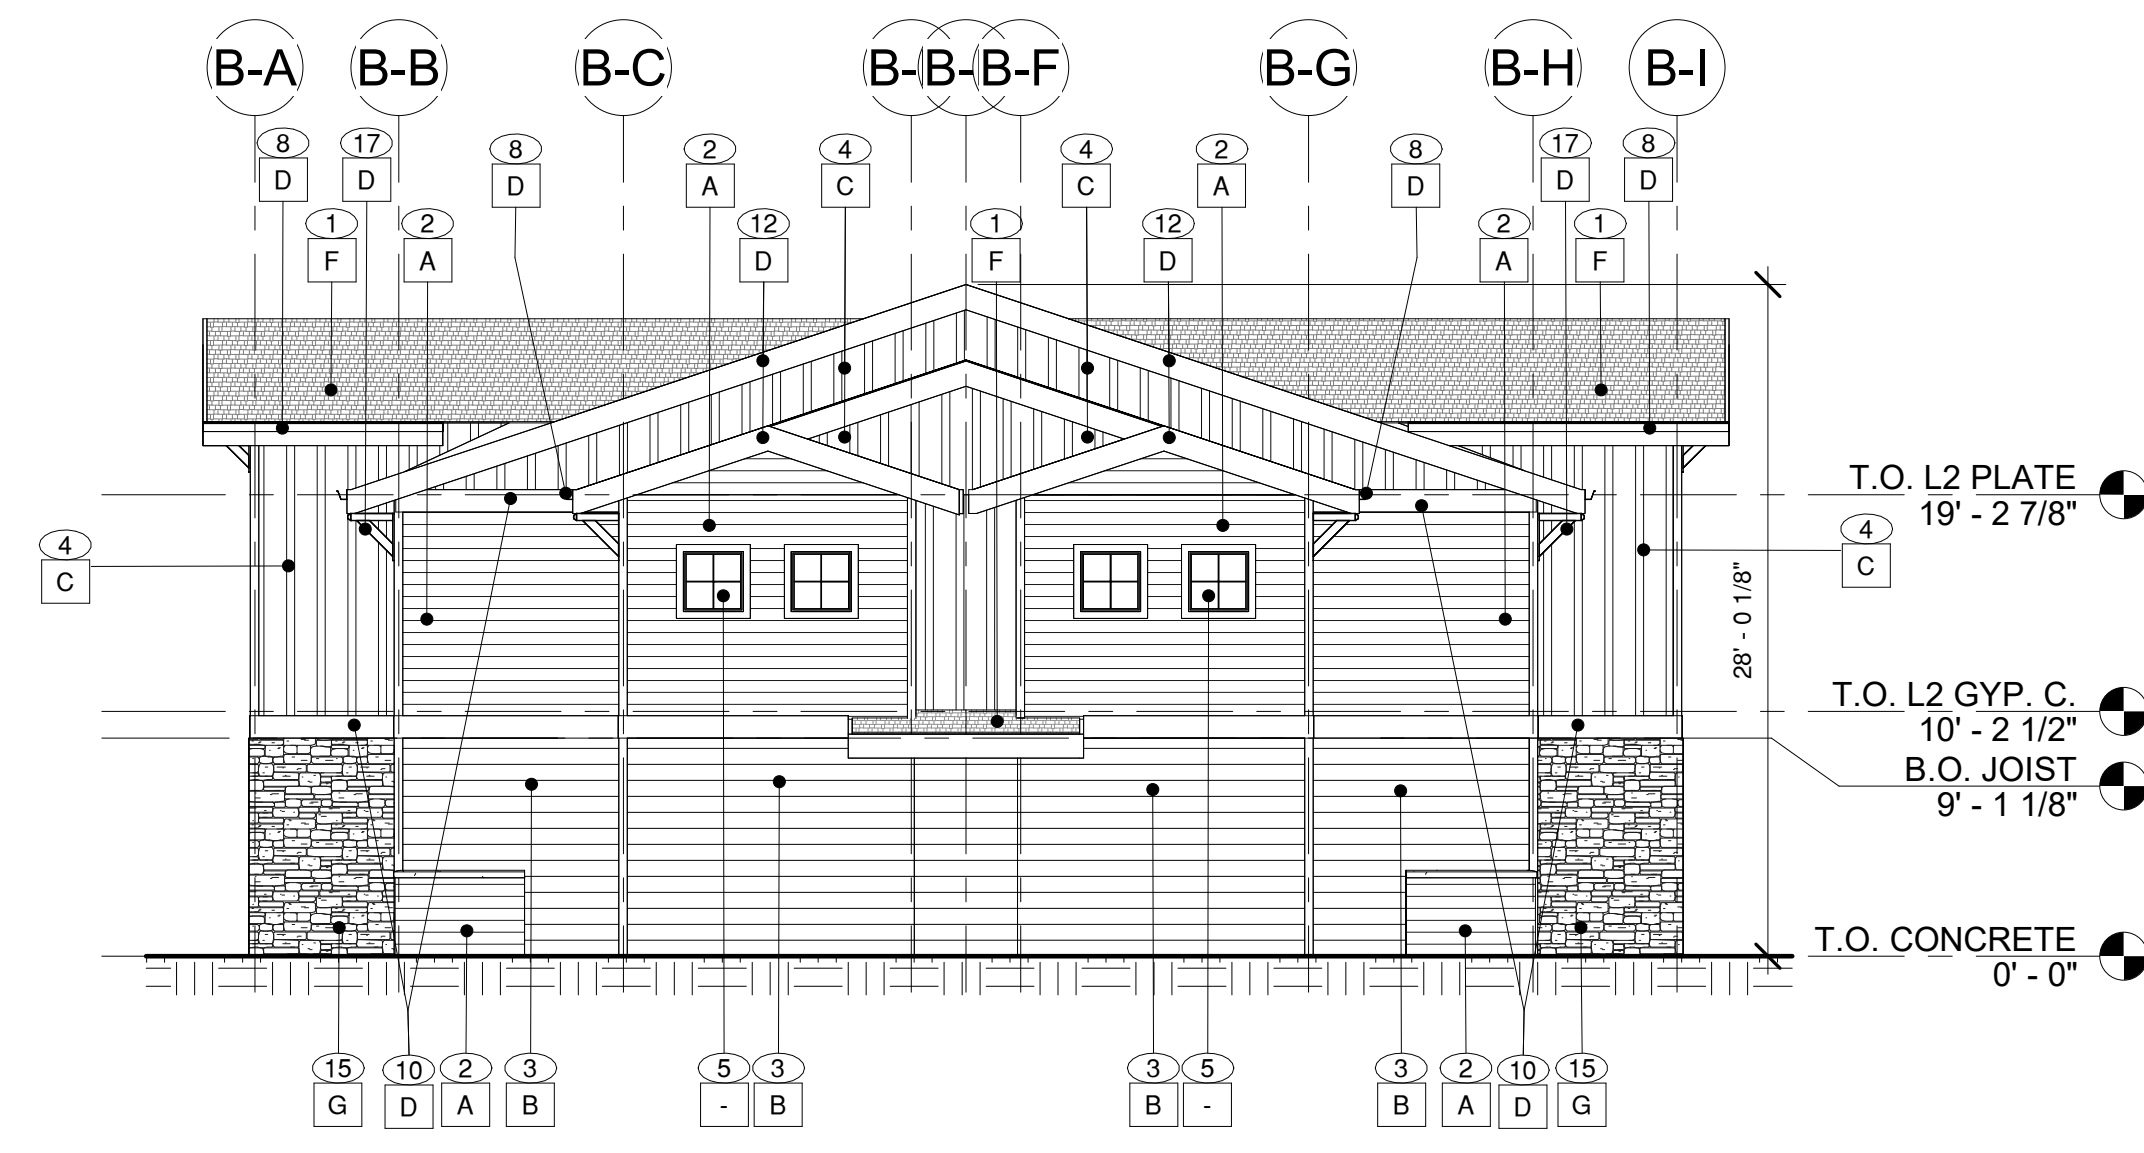 B-A B-B B-C B- B- B-F B-G B-H B-I
8 17 8 2 4 4 2 8 17 8
D D D A C C A D D D
1 2 12 1 12 2 1
F A D F D A F
T.O. L2 PLATE
19' - 2 7/8"
4
C
4
C
28' - 0 1/8"
T.O. L2 GYP. C.
10' - 2 1/2"
B.O. JOIST
9' - 1 1/8"
T.O. CONCRETE
0' - 0"
15 10 2 3 5 3 3 5 3 2 10 15
G D A B - B B - B A D G